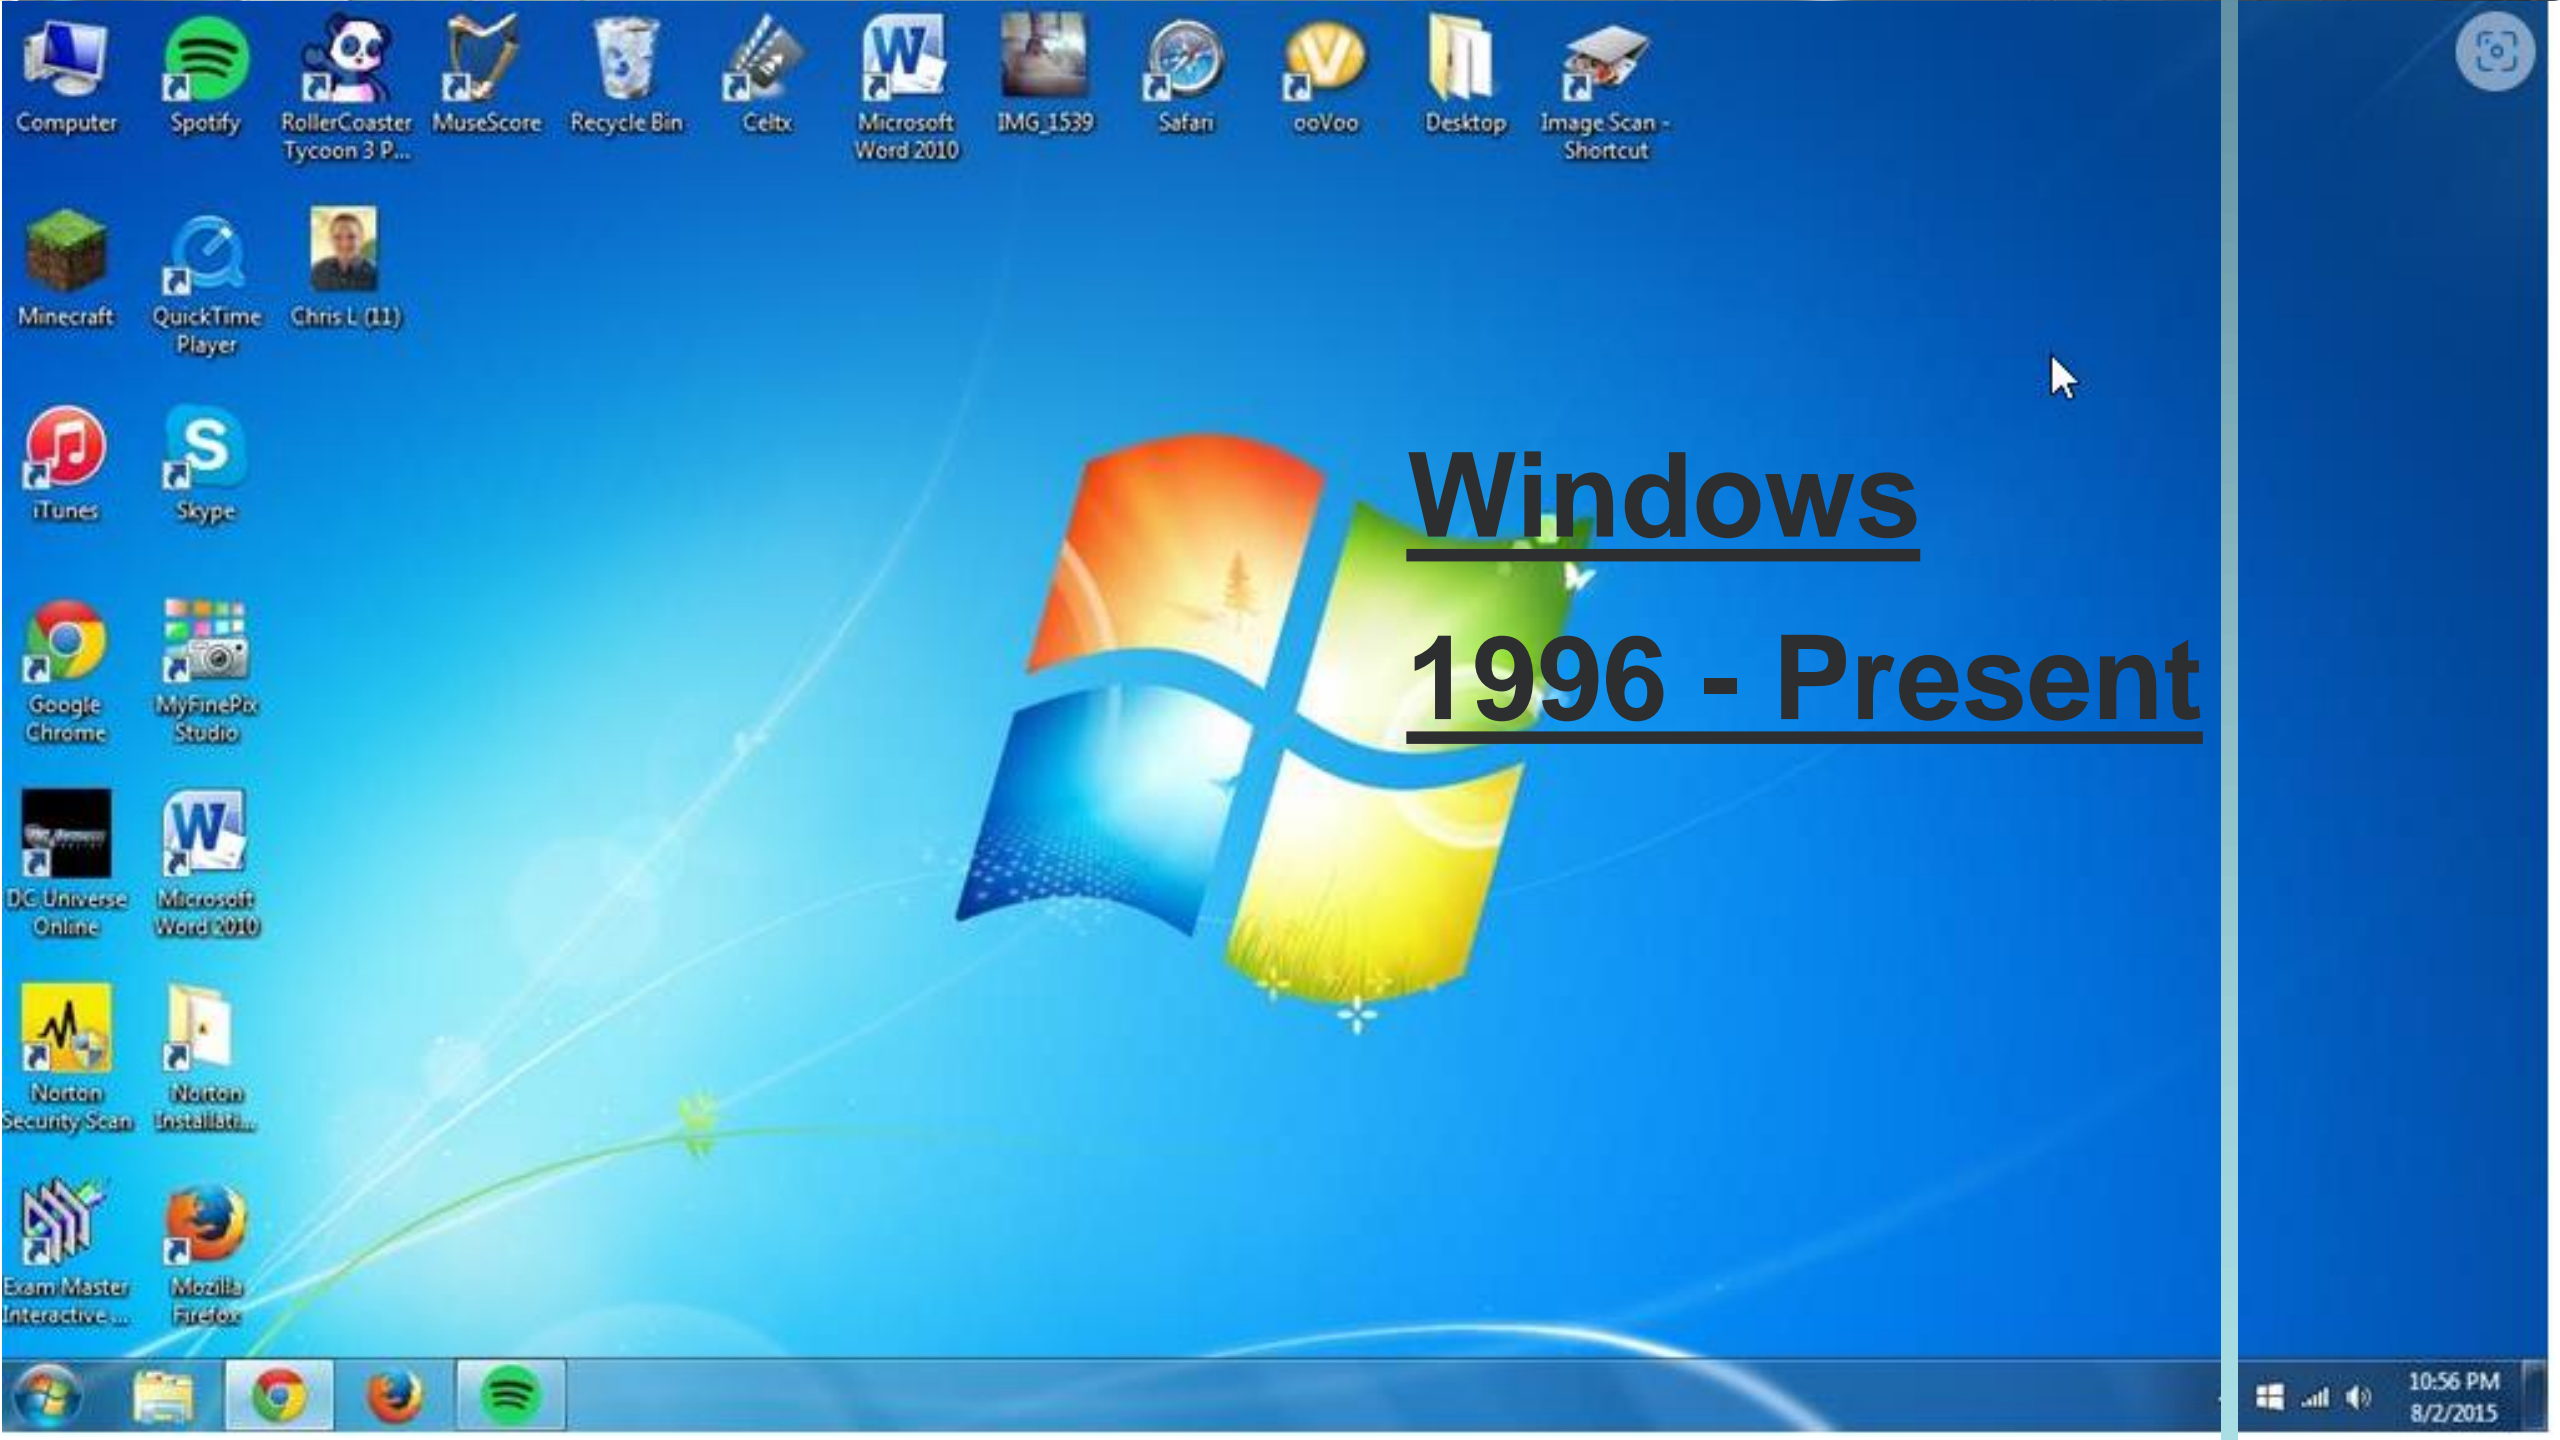 Computer
Spotify
RollerCoaster
Tycoon 3 P...
MuseScore
Recycle Bin
Celtx
Microsoft
Word 2010
IMG_1539
Safari
ooVoo
Desktop
Image Scan -
Shortcut
Minecraft
QuickTime
Player
Chris L (11)
iTunes
Skype
Windows
1996 - Present
Google
Chrome
MyFinePix
Studio
DC Universe
Online
Microsoft
Word 2010
Norton
Security Scan
Norton
Installati...
Exam Master
Interactive ...
Mozilla
Firefox
10:56 PM
8/2/2015